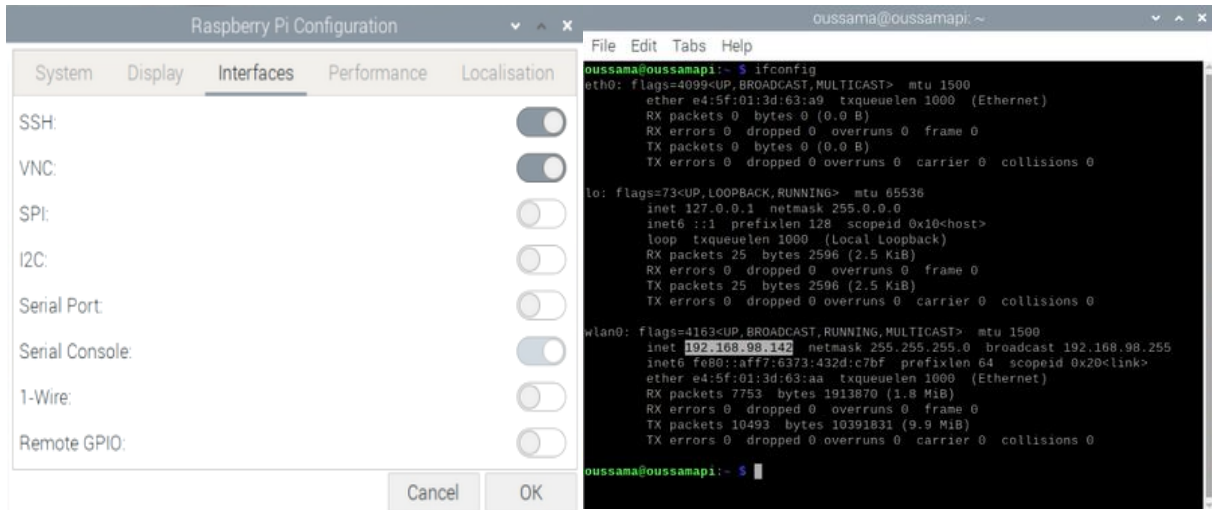 Raspberry Pi Configuration
System Display Interfaces Performance Localisation
SSH:
VNC:
SPI:
I2C:
Serial Port:
Serial Console:
1-Wire:
Remote GPIO:
Cancel OK
oussama@oussamapi: ~
File Edit Tabs Help
oussama@oussamapi:~ $ ifconfig
eth0: flags=4099<UP,BROADCAST,MULTICAST> mtu 1500
ether e4:5f:01:3d:63:a9 txqueuelen 1000 (Ethernet)
RX packets 0 bytes 0 (0.0 B)
RX errors 0 dropped 0 overruns 0 frame 0
TX packets 0 bytes 0 (0.0 B)
TX errors 0 dropped 0 overruns 0 carrier 0 collisions 0
lo: flags=73<UP,LOOPBACK,RUNNING> mtu 65536
inet 127.0.0.1 netmask 255.0.0.0
inet6 ::1 prefixlen 128 scopeid 0x10<host>
loop txqueuelen 1000 (Local Loopback)
RX packets 25 bytes 2596 (2.5 KiB)
RX errors 0 dropped 0 overruns 0 frame 0
TX packets 25 bytes 2596 (2.5 KiB)
TX errors 0 dropped 0 overruns 0 carrier 0 collisions 0
wlan0: flags=4163<UP,BROADCAST,RUNNING,MULTICAST> mtu 1500
inet 192.168.98.142 netmask 255.255.255.0 broadcast 192.168.98.255
inet6 fe80::aff7:6373:432d:c7bf prefixlen 64 scopeid 0x20<link>
ether e4:5f:01:3d:63:aa txqueuelen 1000 (Ethernet)
RX packets 7753 bytes 1913870 (1.8 MiB)
RX errors 0 dropped 0 overruns 0 frame 0
TX packets 10493 bytes 10391831 (9.9 MiB)
TX errors 0 dropped 0 overruns 0 carrier 0 collisions 0
oussama@oussamapi:~ $